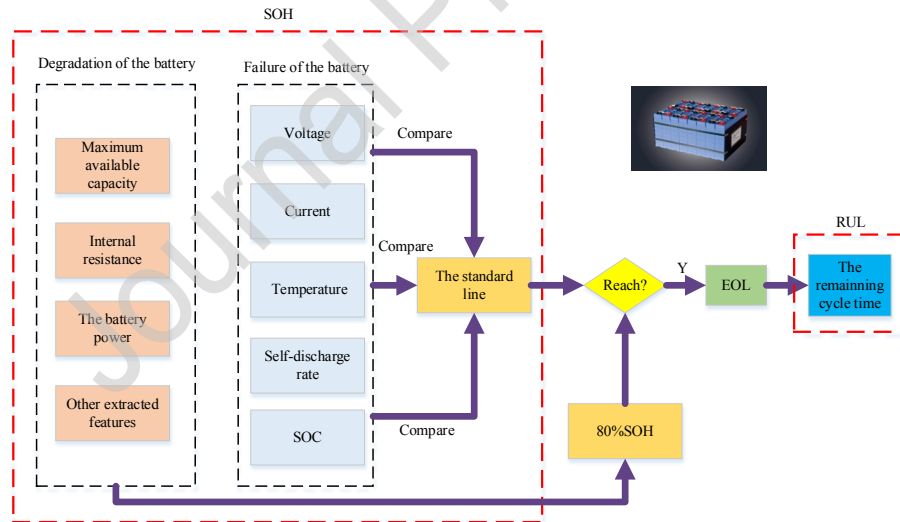 SOH
Degradation of the battery
Failure of the battery
Maximum
available
capacity
Internal
resistance
The battery
power
Other extracted
features
Voltage
Current
Temperature
Self-discharge
rate
SOC
Compare
Compare
Compare
The standard
line
Reach?
Y
EOL
RUL
The
remainning
cycle time
80%SOH
Journal Pr